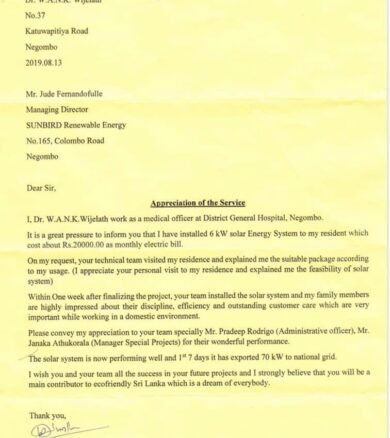 Dr. W.A.N.K. Wijelath
No.37
Katuwapitiya Road
Negombo
2019.08.13
Mr. Jude Fernandofulle
Managing Director
SUNBIRD Renewable Energy
No.165, Colombo Road
Negombo
Dear Sir,
Appreciation of the Service
I, Dr. W.A.N.K.Wijelath work as a medical officer at District General Hospital, Negombo.
It is a great pressure to inform you that I have installed 6 kW solar Energy System to my resident which
cost about Rs.20000.00 as monthly electric bill.
On my request, your technical team visited my residence and explained me the suitable package according
to my usage. (I appreciate your personal visit to my residence and explained me the feasibility of solar
system)
Within One week after finalizing the project, your team installed the solar system and my family members
are highly impressed about their discipline, efficiency and outstanding customer care which are very
important while working in a domestic environment.
Please convey my appreciation to your team specially Mr. Pradeep Rodrigo (Administrative officer), Mr.
Janaka Athukorala (Manager Special Projects) for their wonderful performance.
The solar system is now performing well and 1st 7 days it has exported 70 kW to national grid.
I wish you and your team all the success in your future projects and I strongly believe that you will be a
main contributor to ecofriendly Sri Lanka which is a dream of everybody.
Thank you,